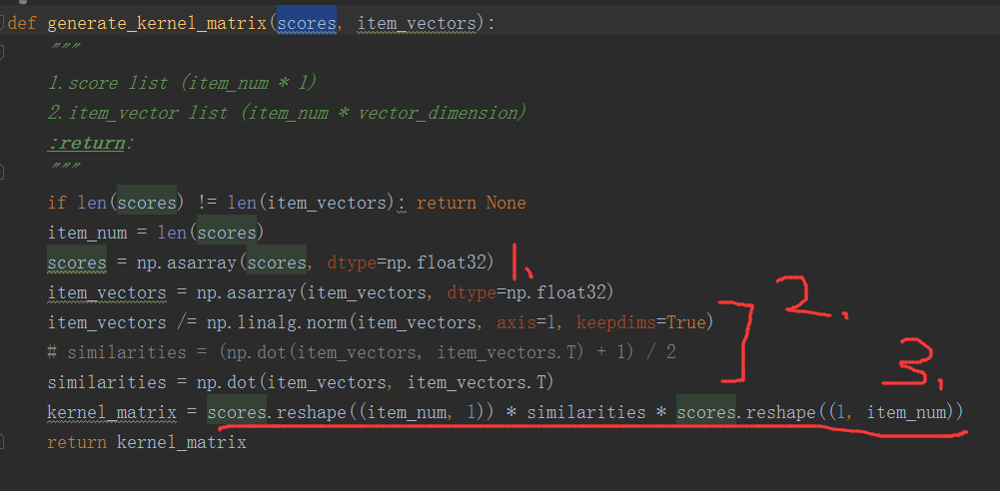 def generate_kernel_matrix(scores, item_vectors):
"""
1.score list (item_num * 1)
2.item_vector list (item_num * vector_dimension)
:return:
"""
if len(scores) != len(item_vectors): return None
item_num = len(scores)
scores = np.asarray(scores, dtype=np.float32) 1.
item_vectors = np.asarray(item_vectors, dtype=np.float32) 2.
item_vectors /= np.linalg.norm(item_vectors, axis=1, keepdims=True)
# similarities = (np.dot(item_vectors, item_vectors.T) + 1) / 2
similarities = np.dot(item_vectors, item_vectors.T) 3.
kernel_matrix = scores.reshape((item_num, 1)) * similarities * scores.reshape((1, item_num))
return kernel_matrix